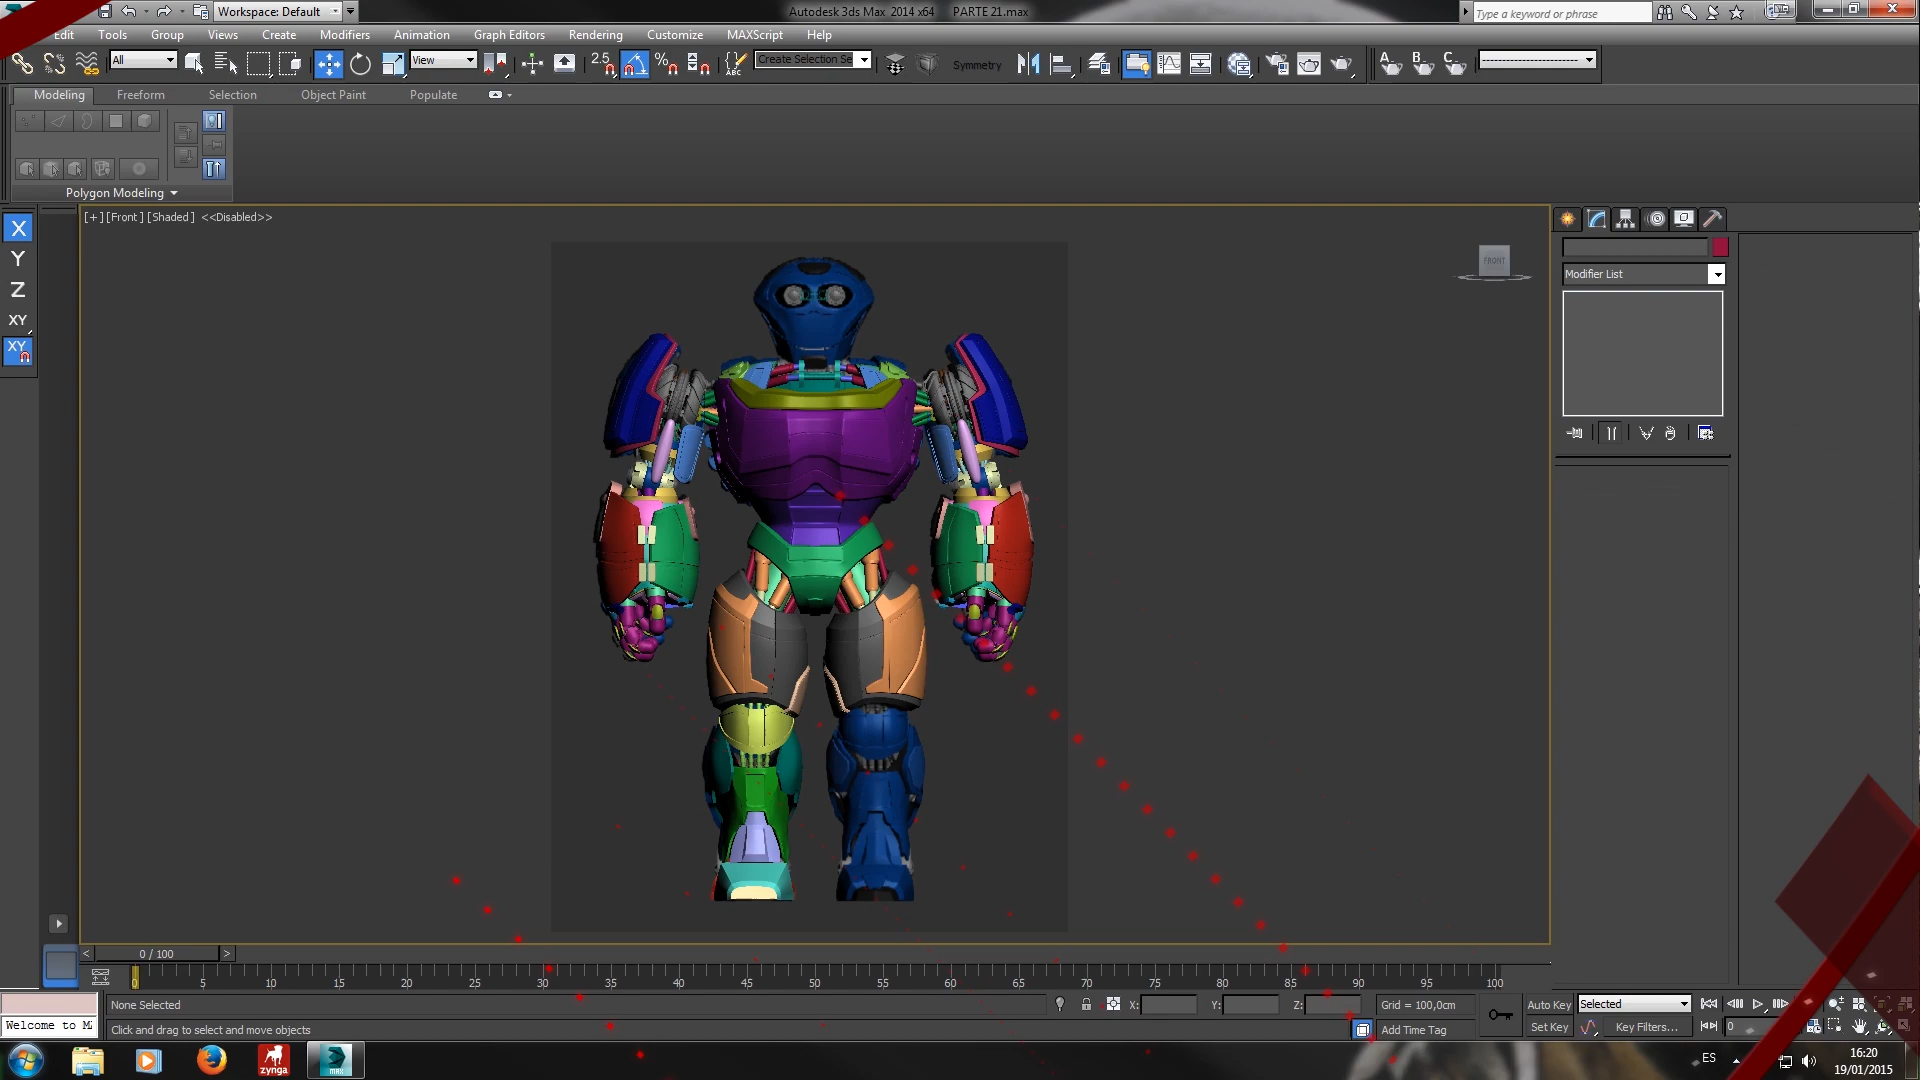 Workspace: Default
Autodesk 3ds Max 2014 x64 PARTE 21.max
Type a keyword or phrase
Edit Tools Group Views Create Modifiers Animation Graph Editors Rendering Customize MAXScript Help
All
View
2.5
%
ABC
Create Selection Se
Symmetry
A... B... C...
Modeling Freeform Selection Object Paint Populate
Polygon Modeling
X
Y
Z
XY
XY
[+] [Front ] [Shaded ] <<Disabled>>
FRONT
Modifier List
< 0 / 100 >
0 5 10 15 20 25 30 35 40 45 50 55 60 65 70 75 80 85 90 95 100
None Selected
X: Y: Z: Grid = 100,0cm
Auto Key Selected
Welcome to M
Click and drag to select and move objects
Add Time Tag
Set Key Key Filters... 0
zynga
MAX
ES
16:20
19/01/2015